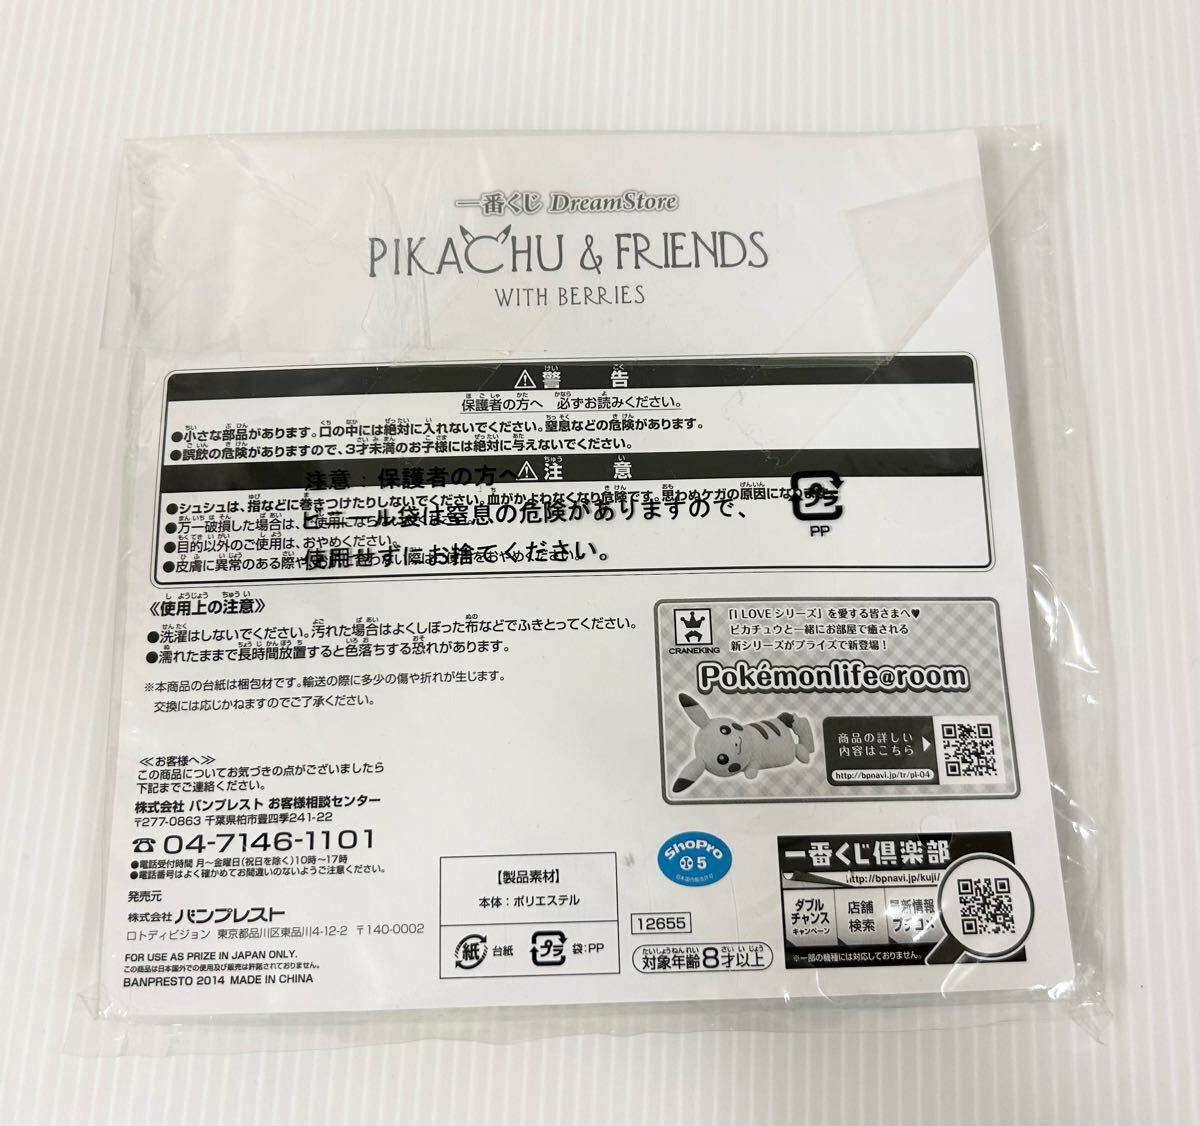 一番くじ DreamStore
PIKACHU & FRIENDS
WITH BERRIES
⚠警告
保護者の方へ 必ずお読みください。
●小さな部品があります。口の中には絶対に入れないでください。窒息などの危険があります。
●誤飲の危険がありますので、3才未満のお子様には絶対に与えないでください。
⚠注意
●シュシュは、指などに巻きつけたりしないでください。血がかよわなくなり危険です。思わぬケガの原因になります。
●万一破損した場合は、ご使用にならないでください。
●目的以外のご使用は、おやめください。
●皮膚に異常のある際や、
注意:保護者の方へ
ビニール袋は窒息の危険がありますので、
使用せずにお捨てください。
プラ
PP
《使用上の注意》
●洗濯はしないでください。汚れた場合はよくしぼった布などでふきとってください。
●濡れたままで長時間放置すると色落ちする恐れがあります。
※本商品の台紙は梱包材です。輸送の際に多少の傷や折れが生じます。
交換には応じかねますのでご了承ください。
CRANEKING
「I LOVEシリーズ」を愛する皆さまへ♥
ピカチュウと一緒にお部屋で癒される
新シリーズがプライズで新登場!
Pokémonlife@room
商品の詳しい
内容はこちら
http://bpnavi.jp/tr/pl-04
≪お客様へ≫
この商品についてお気づきの点がございましたら
下記までご連絡ください。
株式会社 バンプレスト お客様相談センター
〒277-0863 千葉県柏市豊四季241-22
☎04-7146-1101
●電話受付時間 月～金曜日(祝日を除く)10時～17時
●電話番号はよく確かめてお間違いのないようご注意ください。
発売元
株式会社 バンプレスト
ロトディビジョン 東京都品川区東品川4-12-2 〒140-0002
FOR USE AS PRIZE IN JAPAN ONLY.
この商品は日本国外での使用及び販売は許諾されておりません。
BANPRESTO 2014 MADE IN CHINA
【製品素材】
本体:ポリエステル
紙 台紙 プラ 袋:PP
ShoPro
5
日本国内販売許可
12655
対象年齢8才以上
一番くじ倶楽部
http://bpnavi.jp/kuji/
ダブル
チャンス
キャンペーン
店舗
検索
最新情報
※一部の機種には対応しておりません。